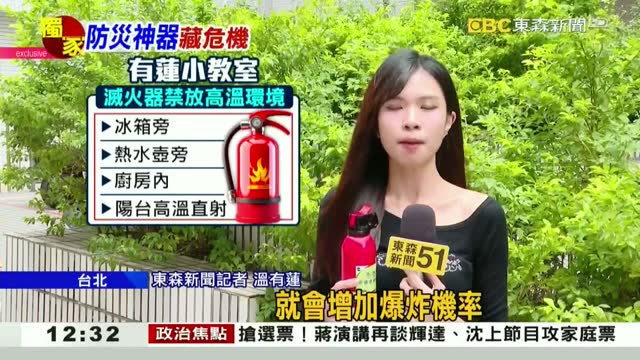 獨家
exclusive
防災神器藏危機
EBC東森新聞
有蓮小教室
滅火器禁放高溫環境
冰箱旁
熱水壺旁
廚房內
陽台高溫直射
東森新聞 51
台北
東森新聞記者 溫有蓮
就會增加爆炸機率
12:32
政治焦點
搶選票！蔣演講再談輝達、沈上節目攻家庭票